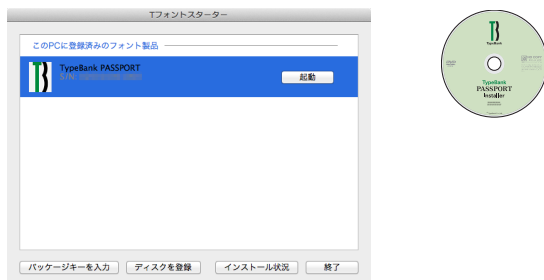 Tフォントスターター
このPCに登録済みのフォント製品
TypeBank PASSPORT
S/N:
起動
パッケージキーを入力
ディスクを登録
インストール状況
終了
TypeBank
TypeBank
PASSPORT
Installer